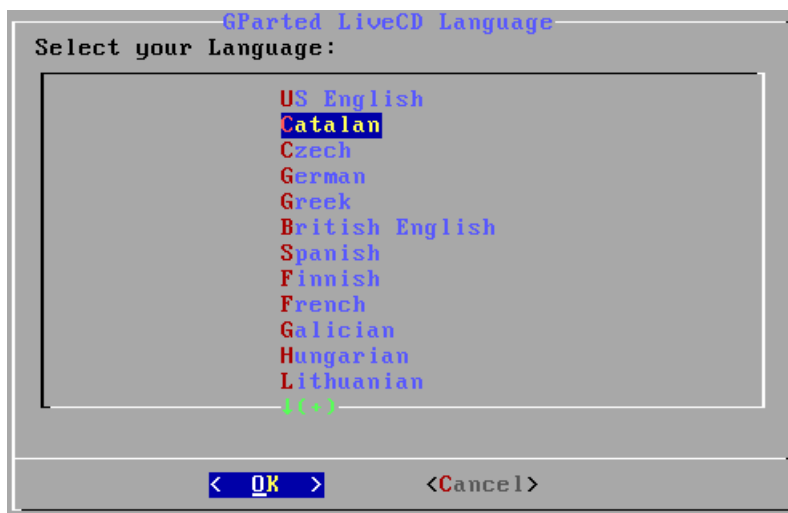 GParted LiveCD Language
Select your Language:
US English
Catalan
Czech
German
Greek
British English
Spanish
Finnish
French
Galician
Hungarian
Lithuanian
↓(+)
< OK > <Cancel>